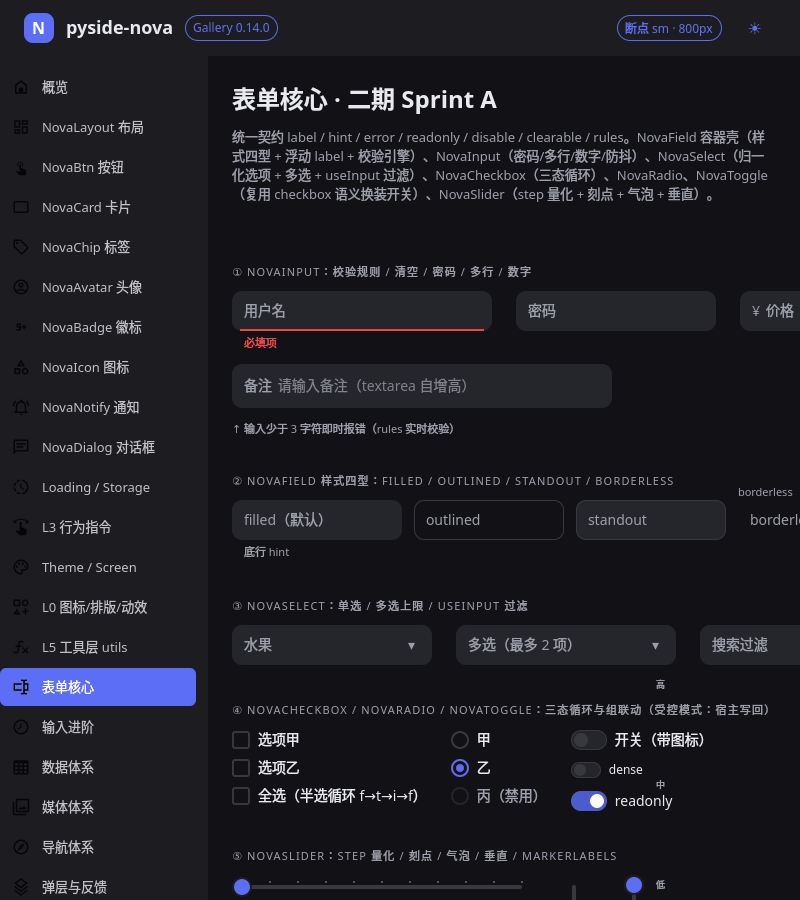 N pyside-nova Gallery 0.14.0 断点 sm · 800px
概览
NovaLayout 布局
NovaBtn 按钮
NovaCard 卡片
NovaChip 标签
NovaAvatar 头像
9+ NovaBadge 徽标
NovaIcon 图标
NovaNotify 通知
NovaDialog 对话框
Loading / Storage
L3 行为指令
Theme / Screen
L0 图标/排版/动效
L5 工具层 utils
表单核心
输入进阶
数据体系
媒体体系
导航体系
弹层与反馈
表单核心 · 二期 Sprint A
统一契约 label / hint / error / readonly / disable / clearable / rules。NovaField 容器壳（样
式四型 + 浮动 label + 校验引擎）、NovaInput（密码/多行/数字/防抖）、NovaSelect（归一
化选项 + 多选 + useInput 过滤）、NovaCheckbox（三态循环）、NovaRadio、NovaToggle
（复用 checkbox 语义换装开关）、NovaSlider（step 量化 + 刻点 + 气泡 + 垂直）。
① NOVAINPUT：校验规则 / 清空 / 密码 / 多行 / 数字
用户名 密码 ¥ 价格
必填项
备注 请输入备注（textarea 自增高）
↑ 输入少于 3 字符即时报错（rules 实时校验）
② NOVAFIELD 样式四型：FILLED / OUTLINED / STANDOUT / BORDERLESS
borderless
filled（默认） outlined standout borderl
底行 hint
③ NOVASELECT：单选 / 多选上限 / USEINPUT 过滤
水果 ▼ 多选（最多 2 项） ▼ 搜索过滤
高
④ NOVACHECKBOX / NOVARADIO / NOVATOGGLE：三态循环与组联动（受控模式：宿主写回）
选项甲 甲 开关（带图标）
选项乙 乙 dense
中
全选（半选循环 f→t→i→f） 丙（禁用） readonly
⑤ NOVASLIDER：STEP 量化 / 刻点 / 气泡 / 垂直 / MARKERLABELS
低